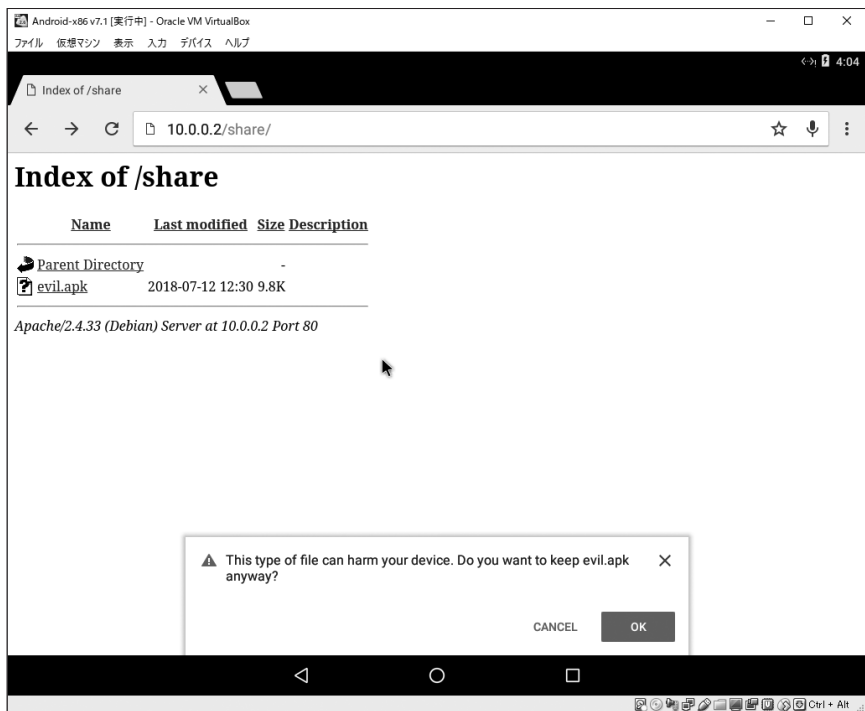 Android-x86 v7.1 [実行中] - Oracle VM VirtualBox
ファイル 仮想マシン 表示 入力 デバイス ヘルプ
4:04
Index of /share
10.0.0.2/share/
Index of /share
Name Last modified Size Description
Parent Directory -
evil.apk 2018-07-12 12:30 9.8K
Apache/2.4.33 (Debian) Server at 10.0.0.2 Port 80
This type of file can harm your device. Do you want to keep evil.apk
anyway?
CANCEL OK
Ctrl + Alt